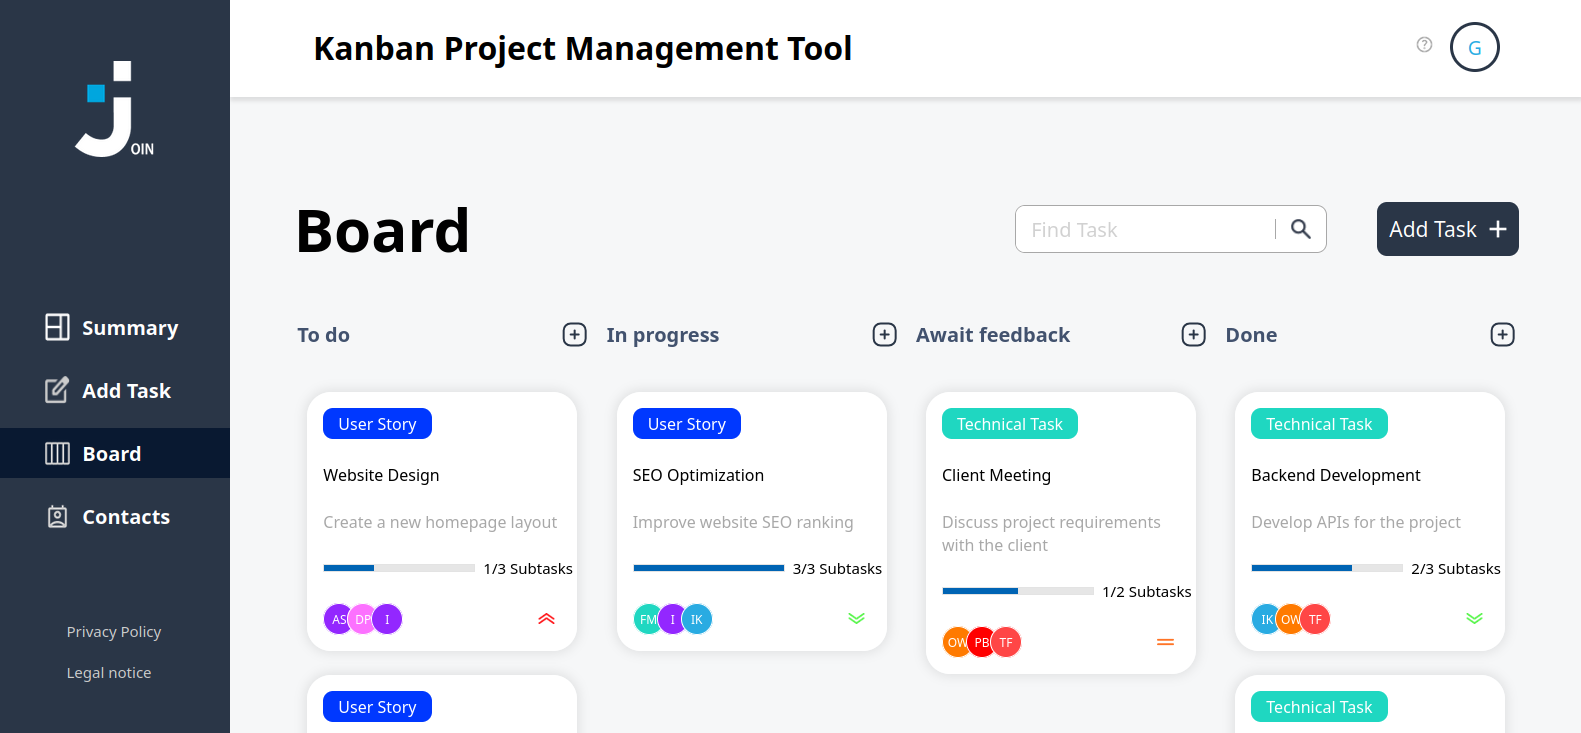 OIN
Kanban Project Management Tool
?
G
Summary
Add Task
Board
Contacts
Privacy Policy
Legal notice
Board
Find Task
Add Task
To do
In progress
Await feedback
Done
User Story
Website Design
Create a new homepage layout
1/3 Subtasks
AS
DP
I
User Story
User Story
SEO Optimization
Improve website SEO ranking
3/3 Subtasks
FM
I
IK
Technical Task
Client Meeting
Discuss project requirements
with the client
1/2 Subtasks
OW
PB
TF
Technical Task
Backend Development
Develop APIs for the project
2/3 Subtasks
IK
OW
TF
Technical Task